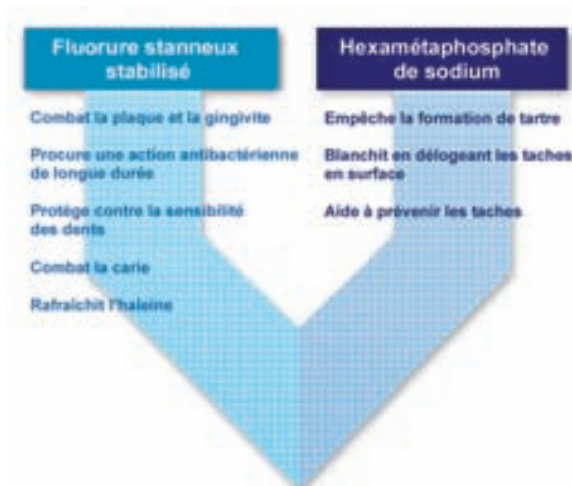 Fluorure stanneux
stabilisé
Combat la plaque et la gingivite
Procure une action antibactérienne
de longue durée
Protége contre la sensibilité
des dents
Combat la carie
Rafraîchit l'haleine
Hexamétaphosphate
de sodium
Empêche la formation de tartre
Blanchit en délogeant les taches
en surface
Aide à prévenir les taches